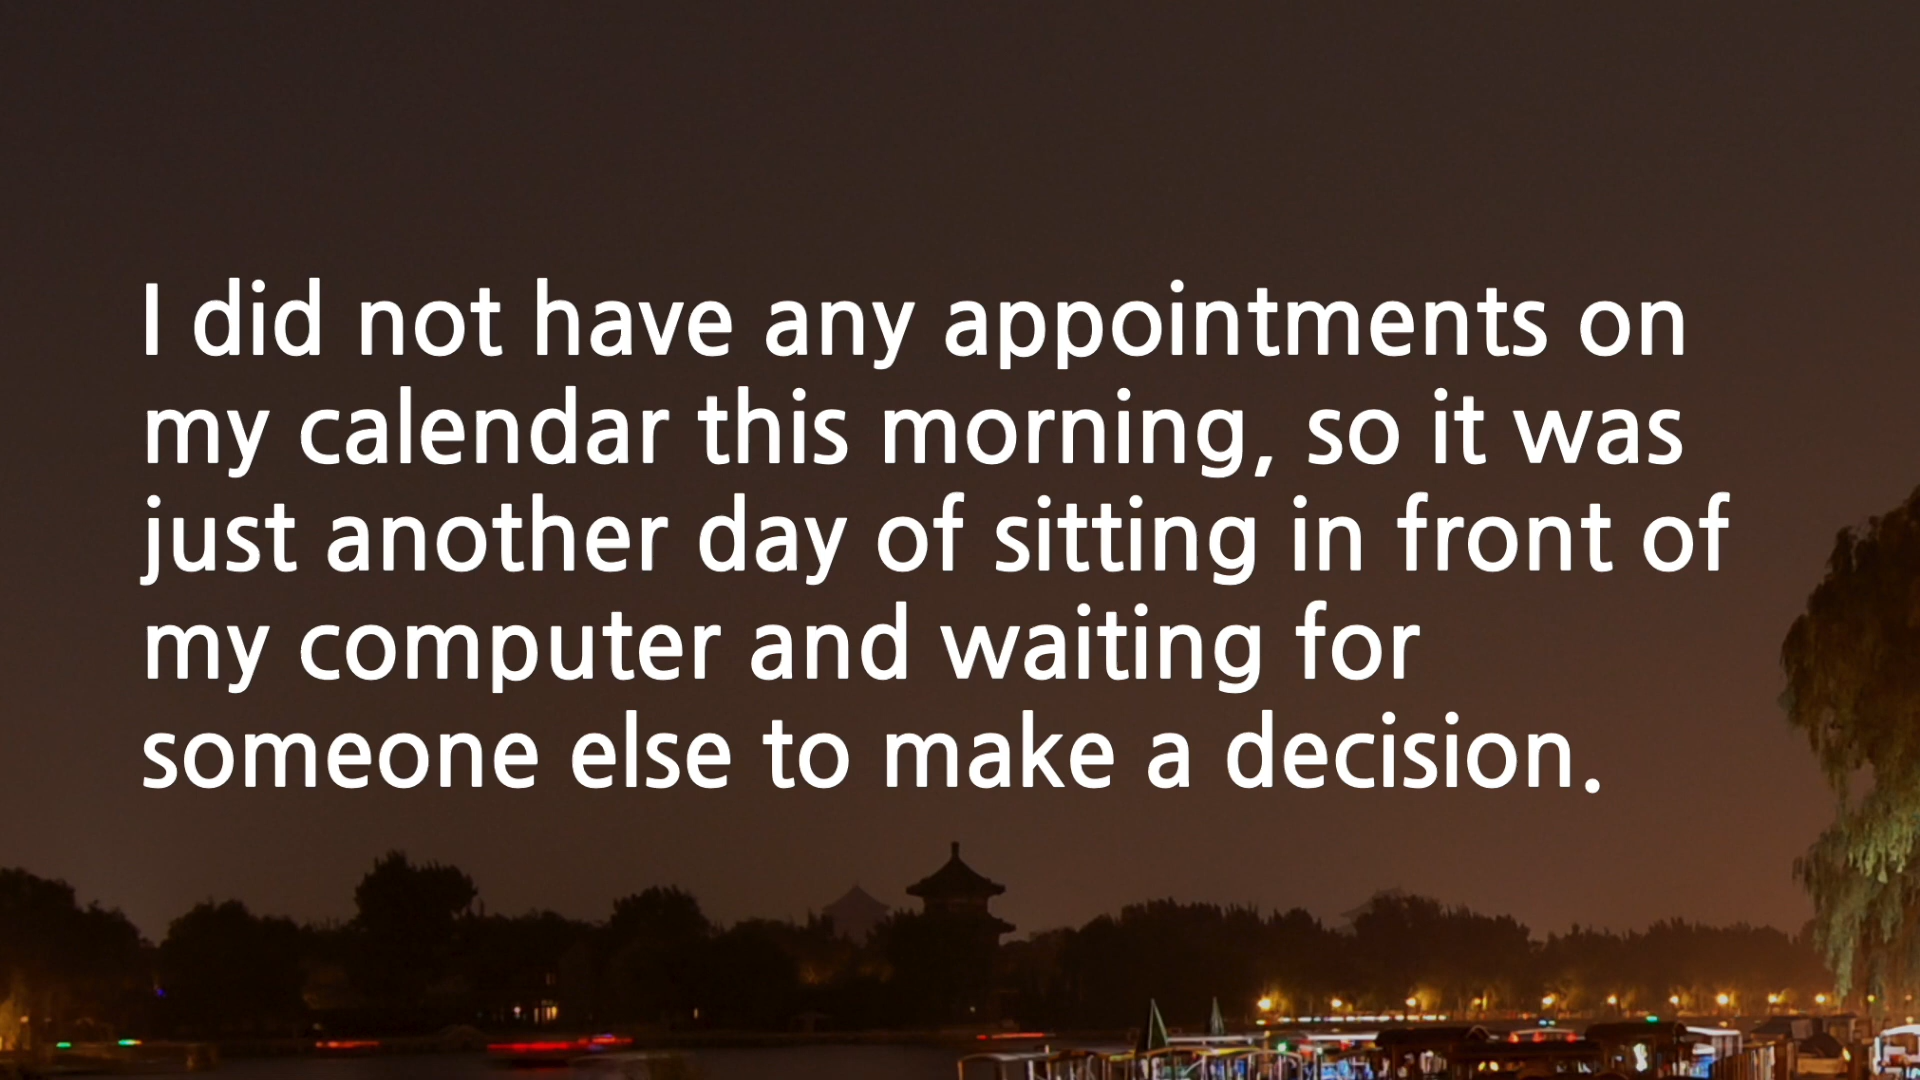 I did not have any appointments on
my calendar this morning, so it was
just another day of sitting in front of
my computer and waiting for
someone else to make a decision.